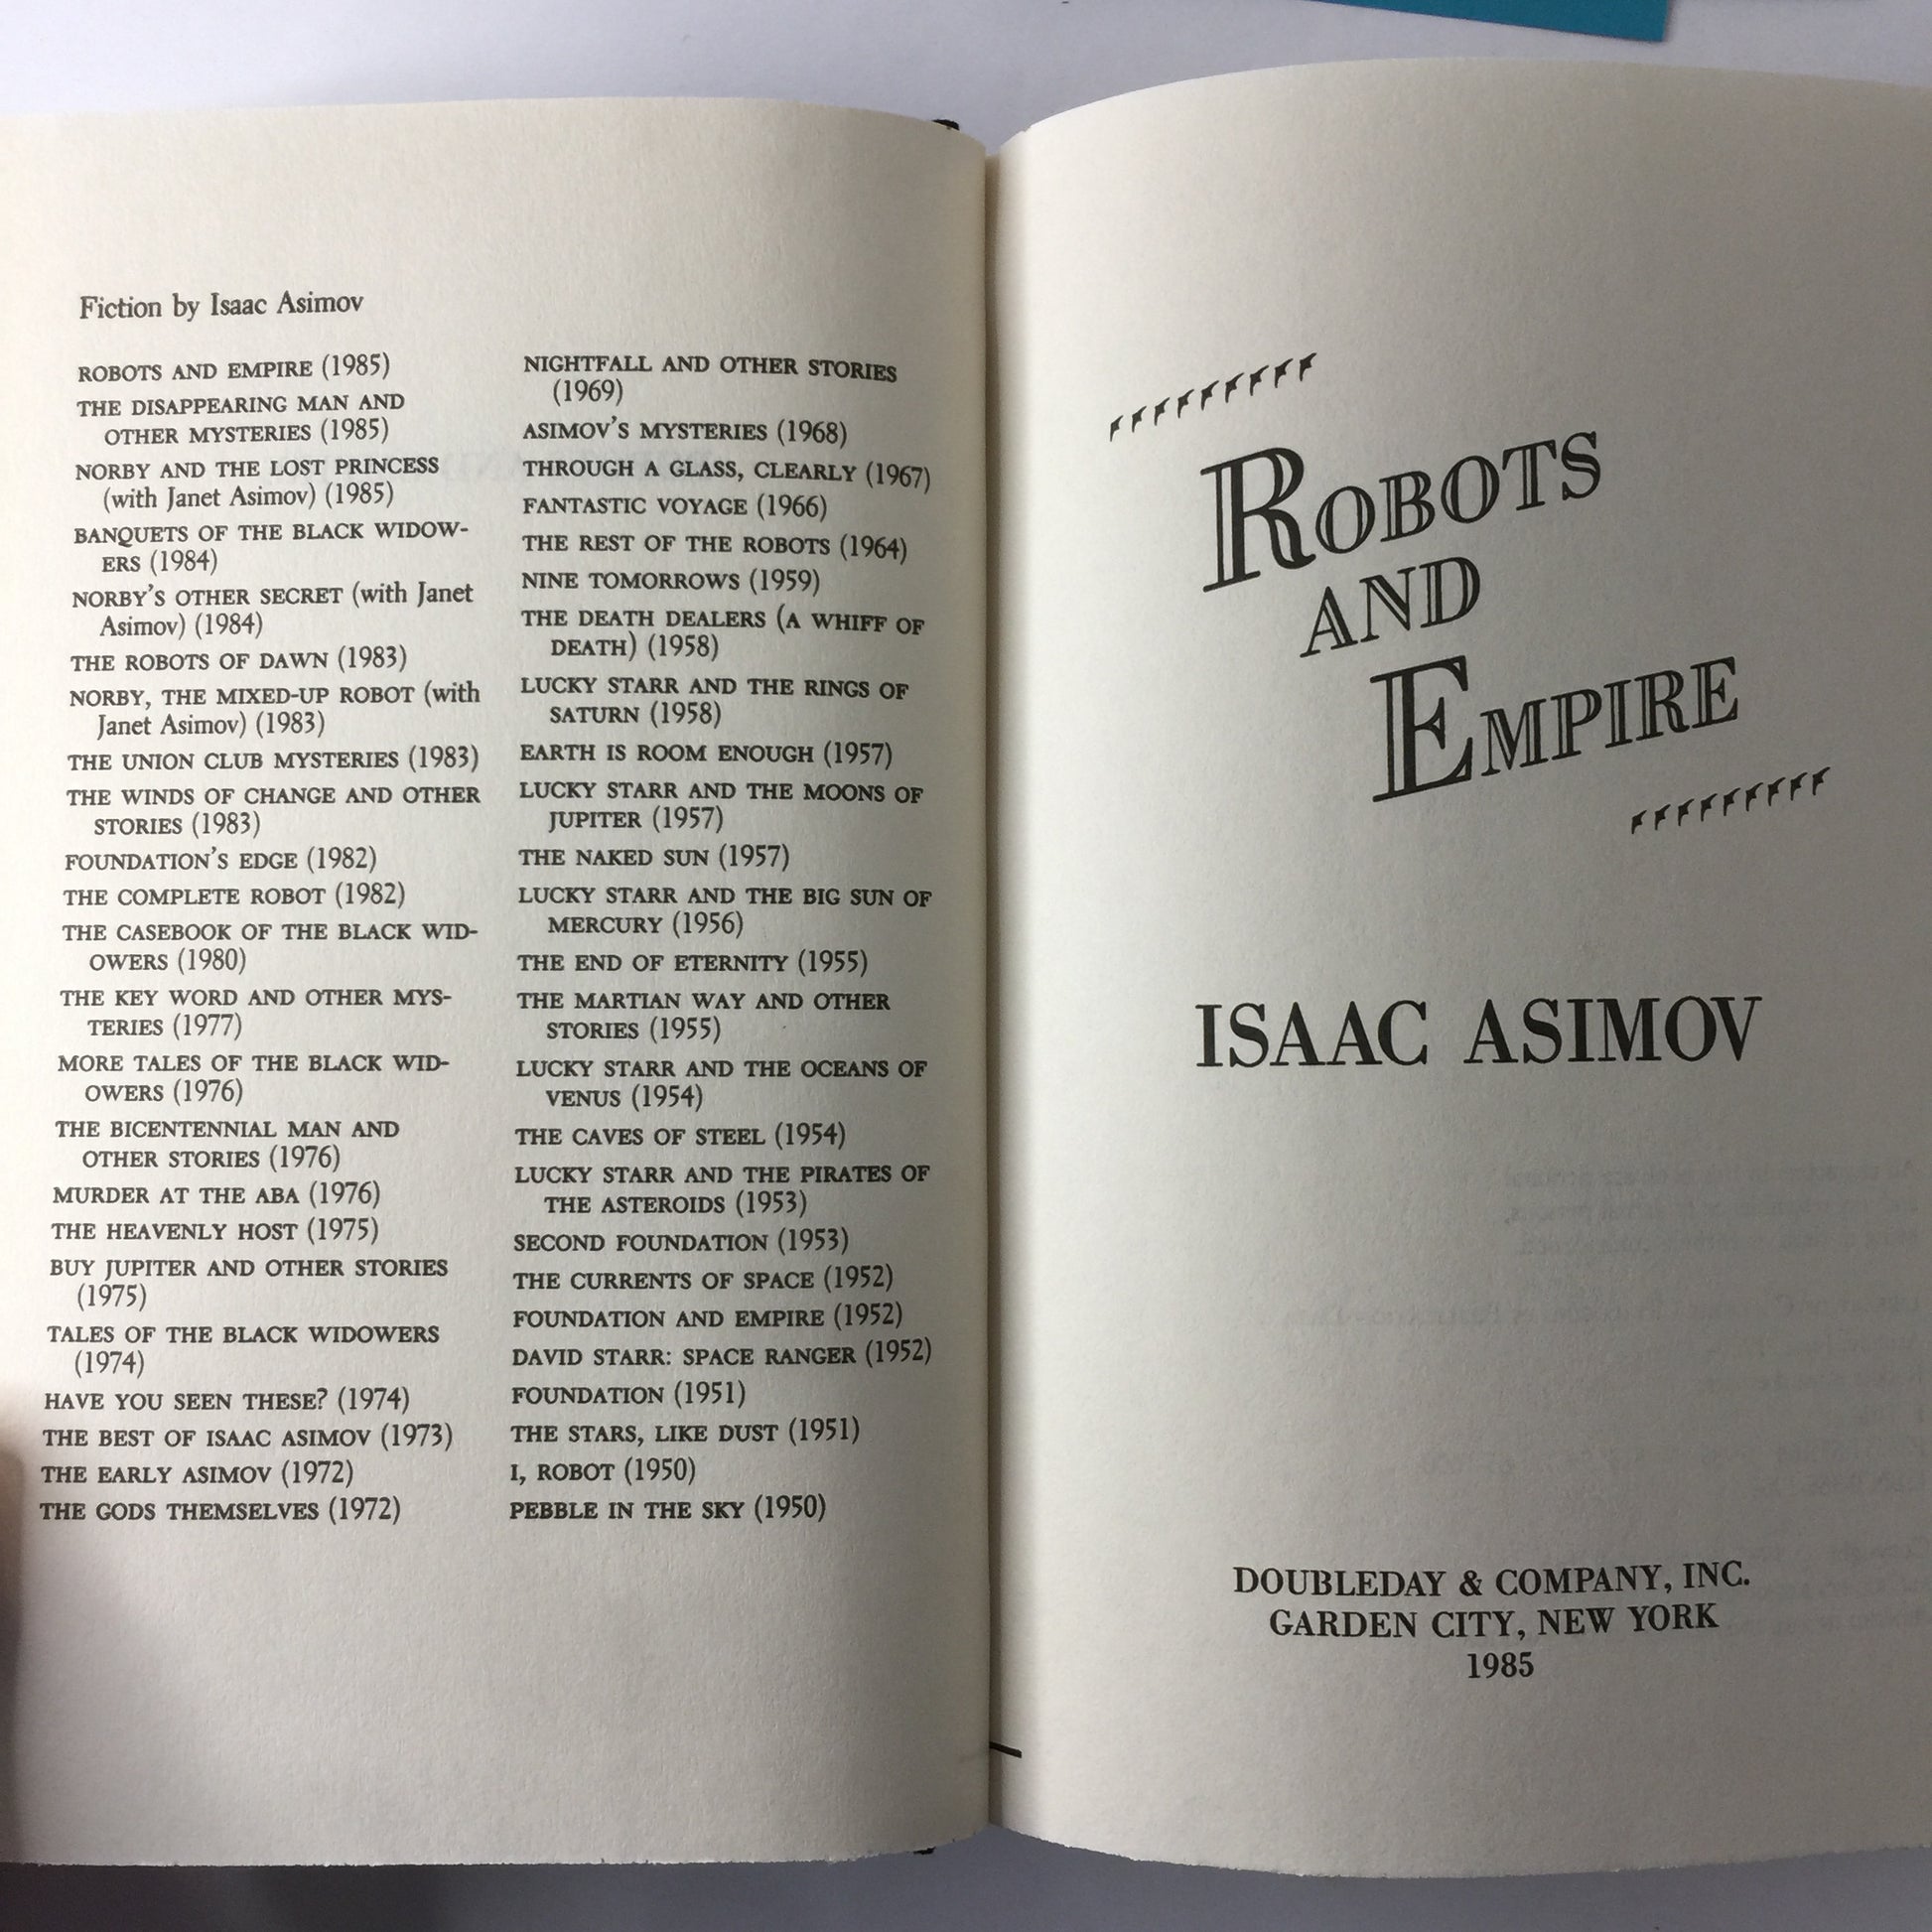 Fiction by Isaac Asimov
ROBOTS AND EMPIRE (1985)
THE DISAPPEARING MAN AND
OTHER MYSTERIES (1985)
NORBY AND THE LOST PRINCESS
(with Janet Asimov) (1985)
BANQUETS OF THE BLACK WIDOW-
ERS (1984)
NORBY'S OTHER SECRET (with Janet
Asimov) (1984)
THE ROBOTS OF DAWN (1983)
NORBY, THE MIXED-UP ROBOT (with
Janet Asimov) (1983)
THE UNION CLUB MYSTERIES (1983)
THE WINDS OF CHANGE AND OTHER
STORIES (1983)
FOUNDATION'S EDGE (1982)
THE COMPLETE ROBOT (1982)
THE CASEBOOK OF THE BLACK WID-
OWERS (1980)
THE KEY WORD AND OTHER MYS-
TERIES (1977)
MORE TALES OF THE BLACK WID-
OWERS (1976)
THE BICENTENNIAL MAN AND
OTHER STORIES (1976)
MURDER AT THE ABA (1976)
THE HEAVENLY HOST (1975)
BUY JUPITER AND OTHER STORIES
(1975)
TALES OF THE BLACK WIDOWERS
(1974)
HAVE YOU SEEN THESE? (1974)
THE BEST OF ISAAC ASIMOV (1973)
THE EARLY ASIMOV (1972)
THE GODS THEMSELVES (1972)
NIGHTFALL AND OTHER STORIES
(1969)
ASIMOV'S MYSTERIES (1968)
THROUGH A GLASS, CLEARLY (1967)
FANTASTIC VOYAGE (1966)
THE REST OF THE ROBOTS (1964)
NINE TOMORROWS (1959)
THE DEATH DEALERS (A WHIFF OF
DEATH) (1958)
LUCKY STARR AND THE RINGS OF
SATURN (1958)
EARTH IS ROOM ENOUGH (1957)
LUCKY STARR AND THE MOONS OF
JUPITER (1957)
THE NAKED SUN (1957)
LUCKY STARR AND THE BIG SUN OF
MERCURY (1956)
THE END OF ETERNITY (1955)
THE MARTIAN WAY AND OTHER
STORIES (1955)
LUCKY STARR AND THE OCEANS OF
VENUS (1954)
THE CAVES OF STEEL (1954)
LUCKY STARR AND THE PIRATES OF
THE ASTEROIDS (1953)
SECOND FOUNDATION (1953)
THE CURRENTS OF SPACE (1952)
FOUNDATION AND EMPIRE (1952)
DAVID STARR: SPACE RANGER (1952)
FOUNDATION (1951)
THE STARS, LIKE DUST (1951)
I, ROBOT (1950)
PEBBLE IN THE SKY (1950)
ROBOTS
AND
EMPIRE
ISAAC ASIMOV
DOUBLEDAY & COMPANY, INC.
GARDEN CITY, NEW YORK
1985